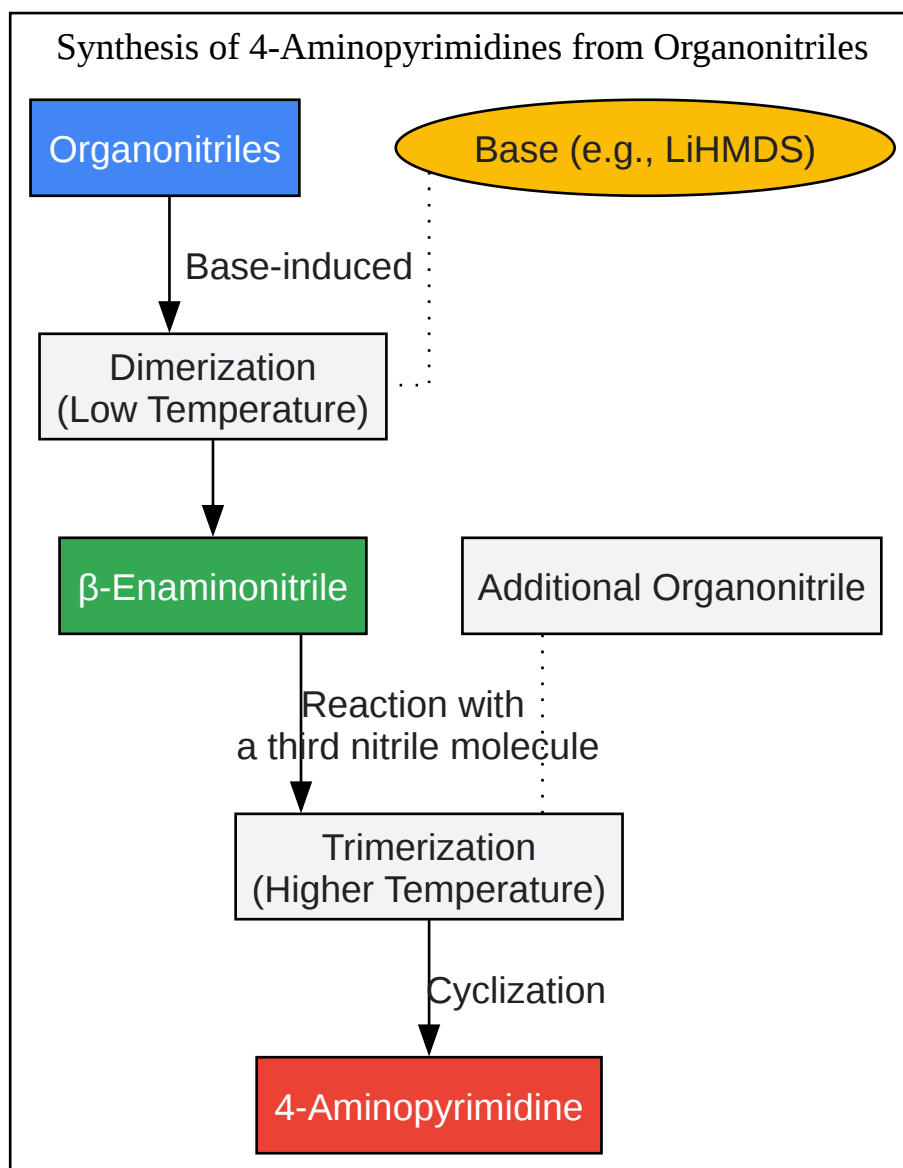 Synthesis of 4-Aminopyrimidines from Organonitriles
Organonitriles
Base (e.g., LiHMDS)
Base-induced
Dimerization
(Low Temperature)
β-Enaminonitrile
Additional Organonitrile
Reaction with
a third nitrile molecule
Trimerization
(Higher Temperature)
Cyclization
4-Aminopyrimidine